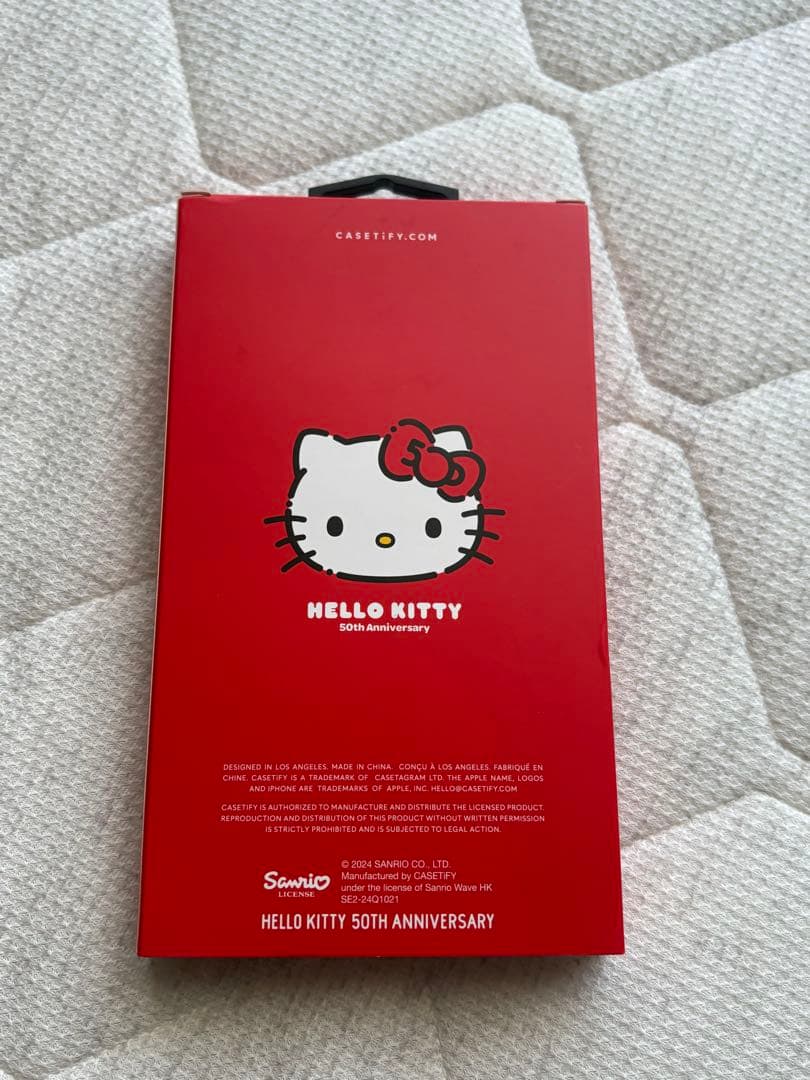 CASETiFY.COM
50
HELLO KITTY
50th Anniversary
DESIGNED IN LOS ANGELES. MADE IN CHINA. CONÇU À LOS ANGELES. FABRIQUÉ EN
CHINE. CASETIFY IS A TRADEMARK OF CASETAGRAM LTD. THE APPLE NAME, LOGOS
AND IPHONE ARE TRADEMARKS OF APPLE, INC. HELLO@CASETIFY.COM
CASETIFY IS AUTHORIZED TO MANUFACTURE AND DISTRIBUTE THE LICENSED PRODUCT.
REPRODUCTION AND DISTRIBUTION OF THIS PRODUCT WITHOUT WRITTEN PERMISSION
IS STRICTLY PROHIBITED AND IS SUBJECTED TO LEGAL ACTION.
Sanrio
LICENSE
© 2024 SANRIO CO., LTD.
Manufactured by CASETiFY
under the license of Sanrio Wave HK
SE2-24Q1021
HELLO KITTY 50TH ANNIVERSARY